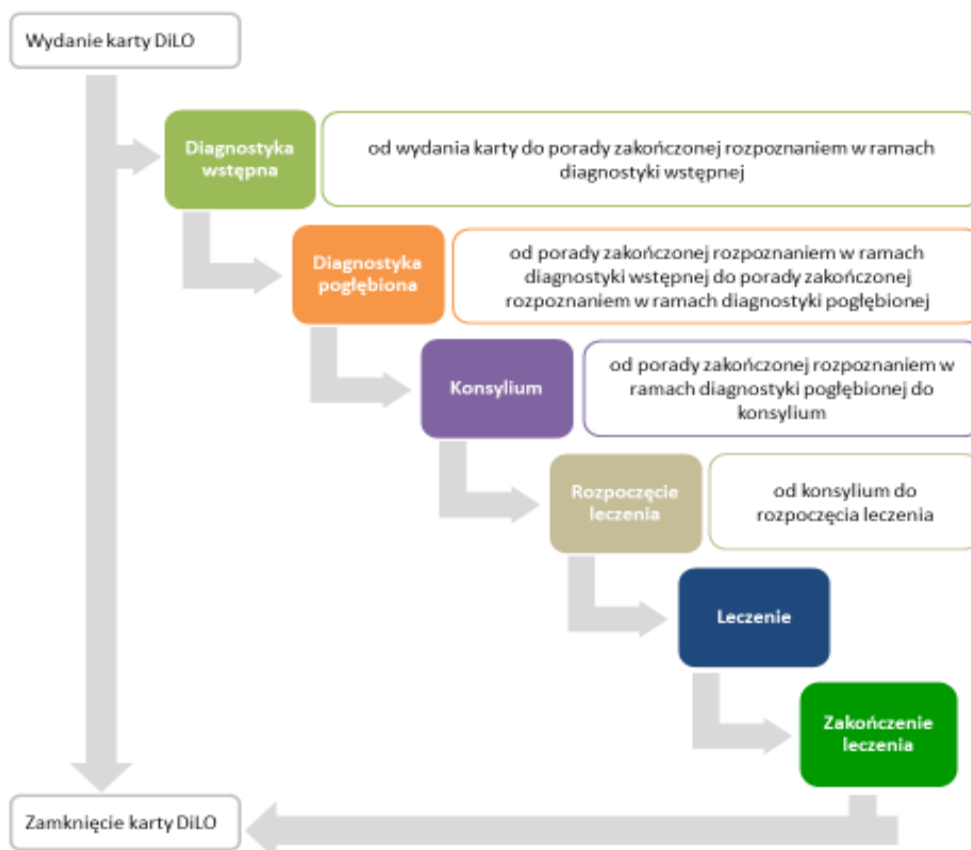 Wydanie karty DiLO
Diagnostyka
wstępna
od wydania karty do porady zakończonej rozpoznaniem w ramach
diagnostyki wstępnej
Diagnostyka
pogłębiona
od porady zakończonej rozpoznaniem w ramach
diagnostyki wstępnej do porady zakończonej
rozpoznaniem w ramach diagnostyki pogłębionej
Konsylium
od porady zakończonej rozpoznaniem w
ramach diagnostyki pogłębionej do
konsylium
Rozpoczęcie
leczenia
od konsylium do
rozpoczęcia leczenia
Leczenie
Zakończenie
leczenia
Zamknięcie karty DiLO